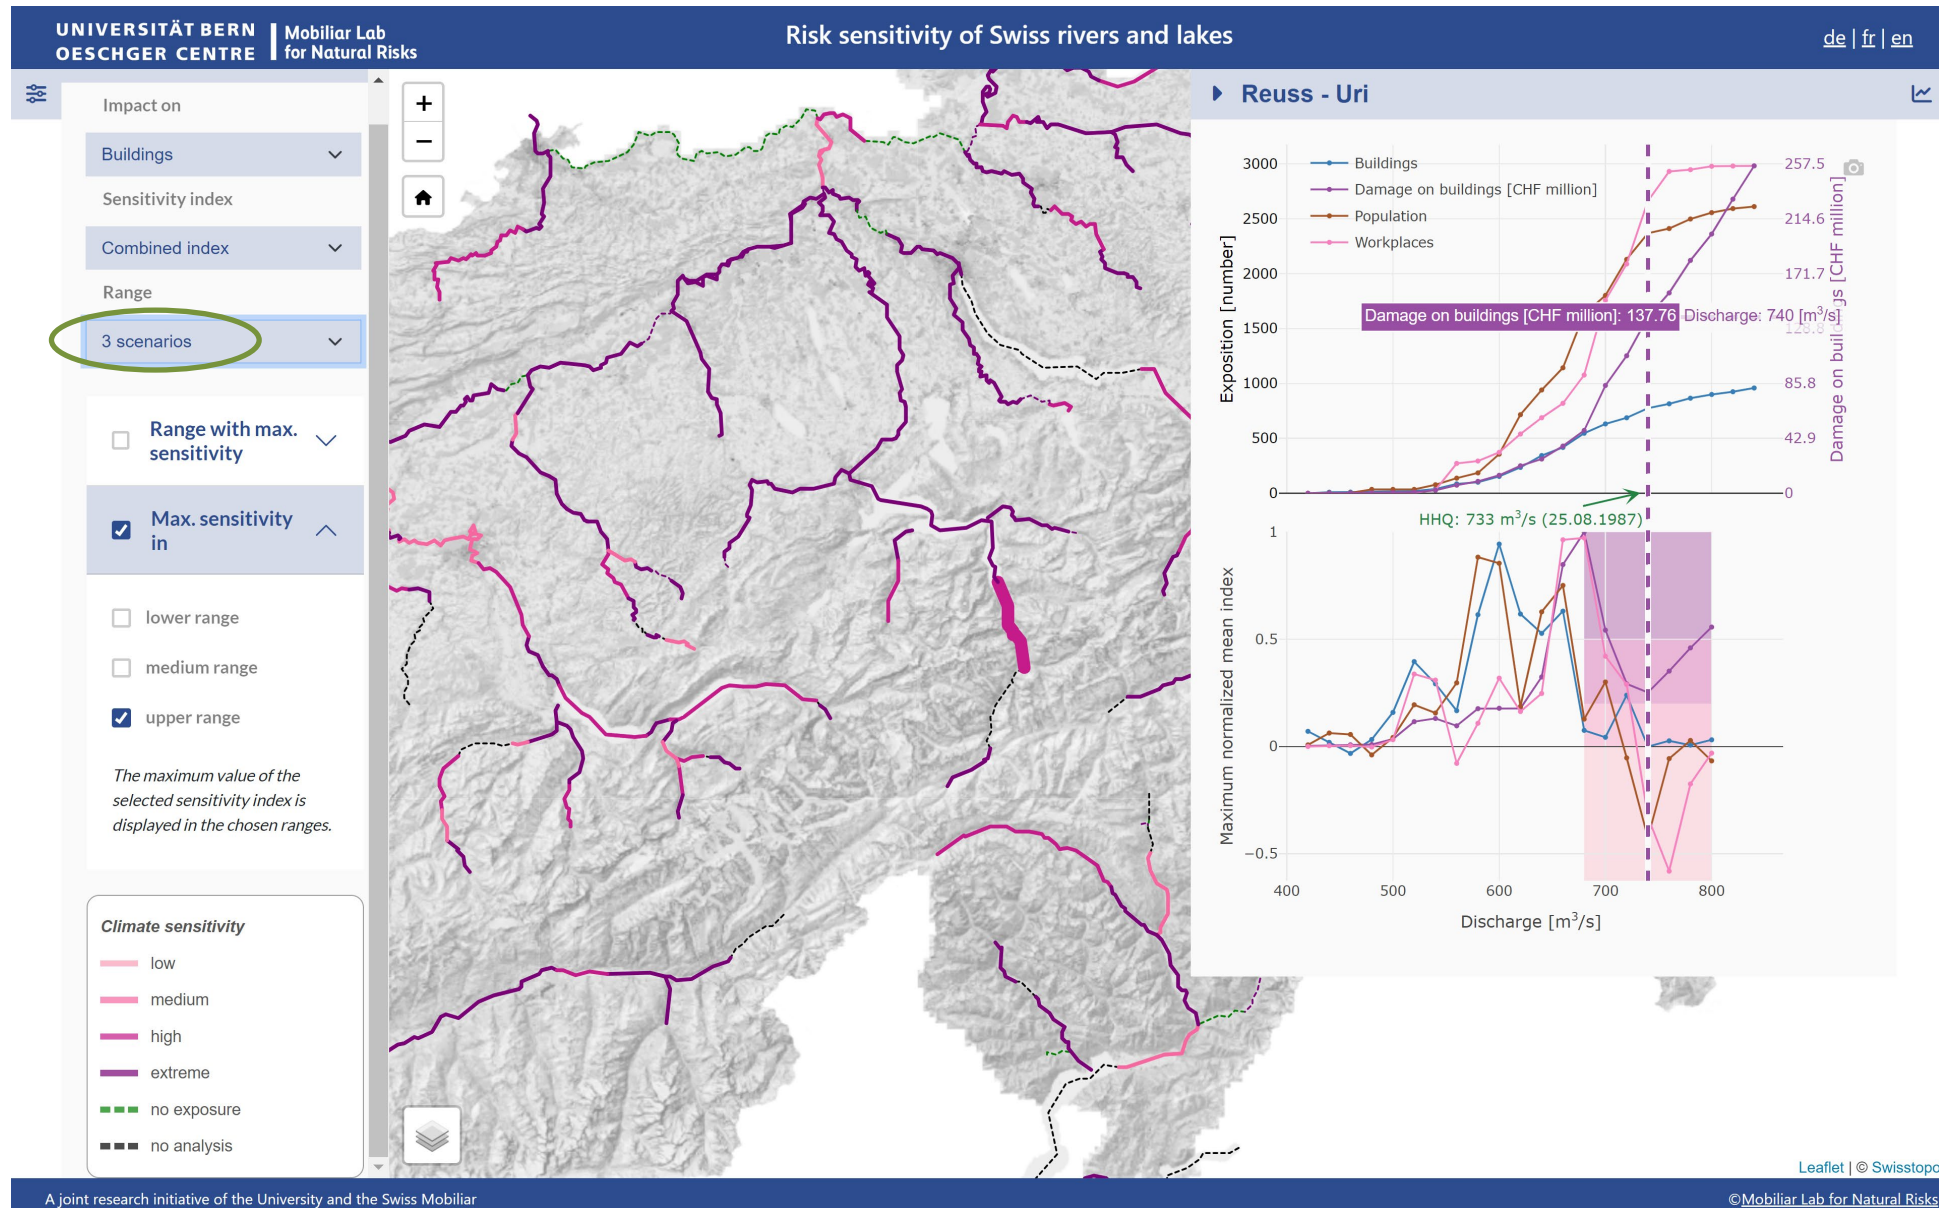 UNIVERSITÄT BERN
OESCHGER CENTRE
Mobiliar Lab
for Natural Risks
Risk sensitivity of Swiss rivers and lakes
de | fr | en
Impact on
Buildings
Sensitivity index
Combined index
Range
3 scenarios
Range with max.
sensitivity
Max. sensitivity
in
lower range
medium range
upper range
The maximum value of the
selected sensitivity index is
displayed in the chosen ranges.
Climate sensitivity
low
medium
high
extreme
no exposure
no analysis
+
−
Reuss - Uri
Buildings
Damage on buildings [CHF million]
Population
Workplaces
Exposition [number]
3000
2500
2000
1500
1000
500
0
257.5
214.6
171.7
128.8
85.8
42.9
0
Damage on buildings [CHF million]
Damage on buildings [CHF million]: 137.76
Discharge: 740 [m³/s]
HHQ: 733 m³/s (25.08.1987)
Maximum normalized mean index
1
0.5
0
−0.5
400 500 600 700 800
Discharge [m³/s]
Leaflet | © Swisstopo
A joint research initiative of the University and the Swiss Mobiliar
©Mobiliar Lab for Natural Risks